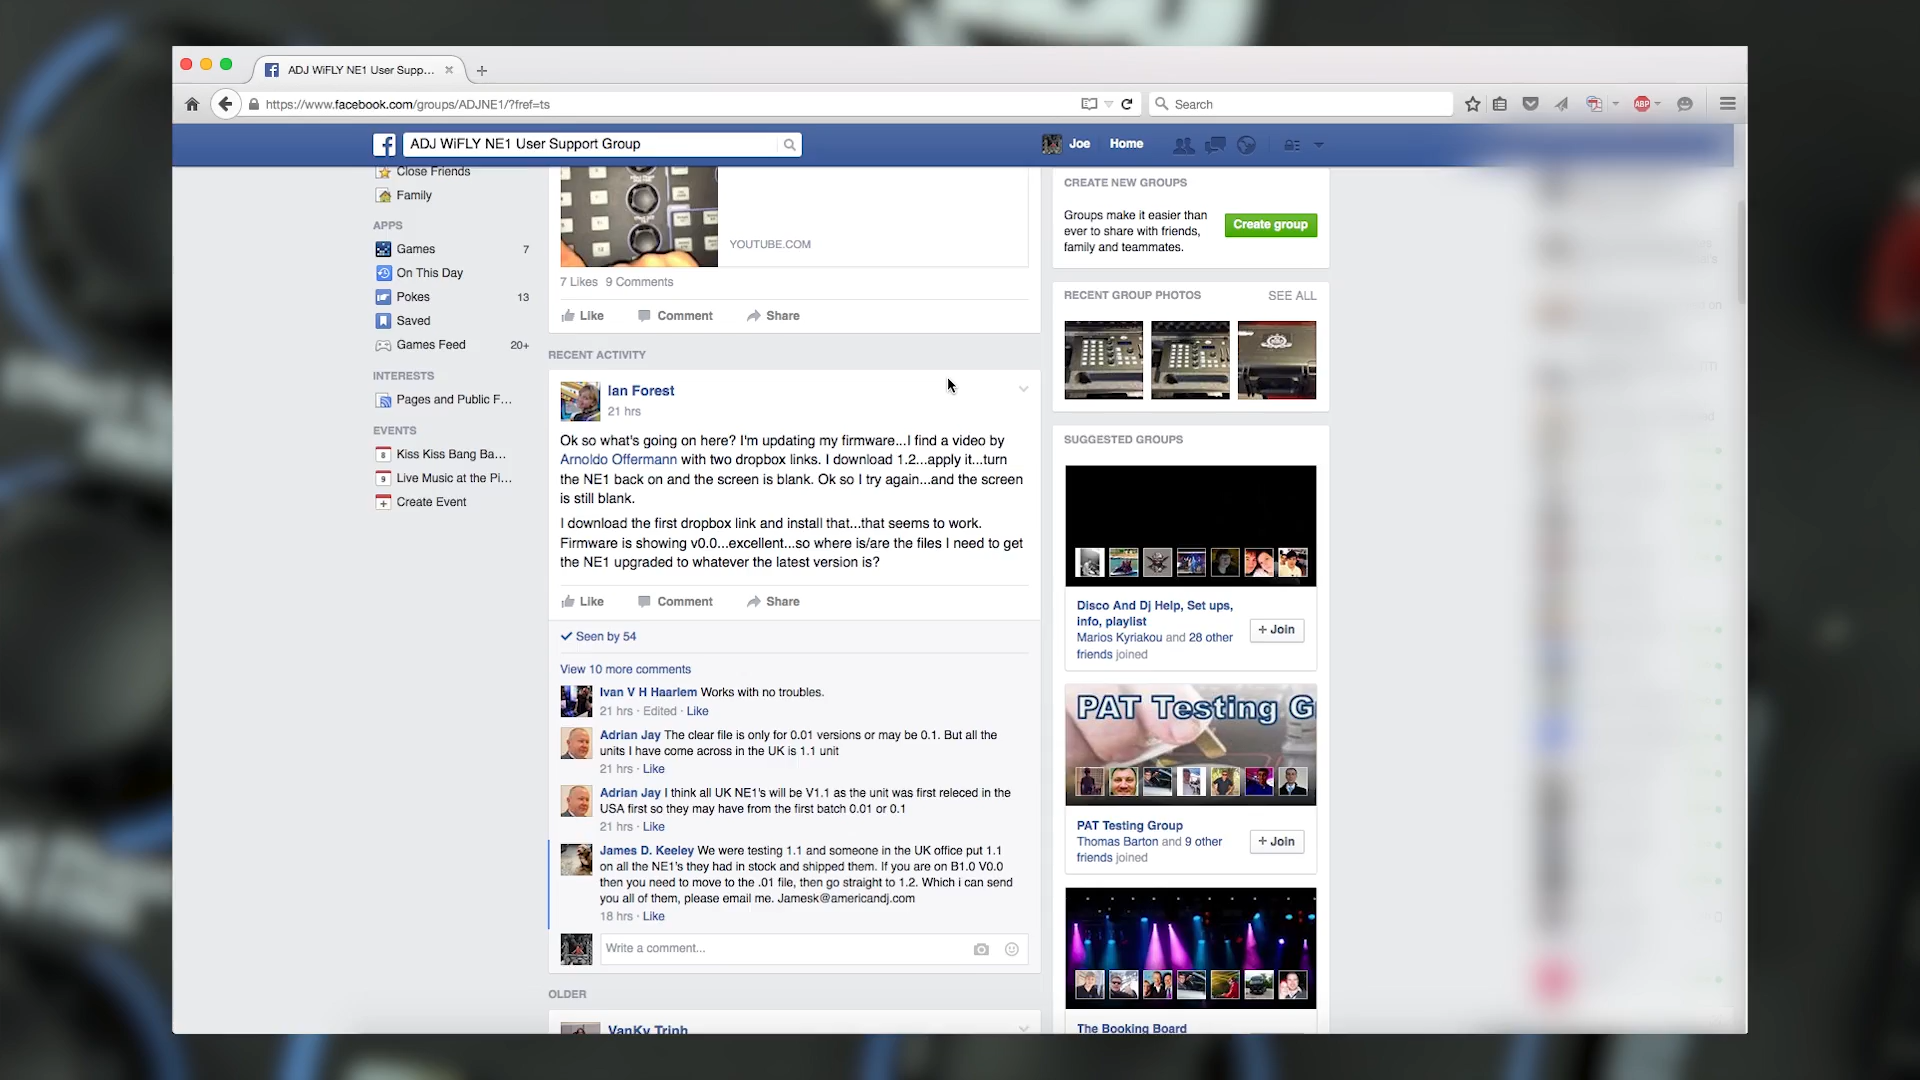 ADJ WiFLY NE1 User Supp...
https://www.facebook.com/groups/ADJNE1/?fref=ts
Search
ABP
ADJ WiFLY NE1 User Support Group
Joe
Home
Close Friends
Family
APPS
Games 7
On This Day
Pokes 13
Saved
Games Feed 20+
INTERESTS
Pages and Public F...
EVENTS
8 Kiss Kiss Bang Ba...
9 Live Music at the Pi...
Create Event
YOUTUBE.COM
7 Likes 9 Comments
Like Comment Share
RECENT ACTIVITY
Ian Forest
21 hrs
Ok so what's going on here? I'm updating my firmware...I find a video by
Arnoldo Offermann with two dropbox links. I download 1.2...apply it...turn
the NE1 back on and the screen is blank. Ok so I try again...and the screen
is still blank.
I download the first dropbox link and install that...that seems to work.
Firmware is showing v0.0...excellent...so where is/are the files I need to get
the NE1 upgraded to whatever the latest version is?
Like Comment Share
Seen by 54
View 10 more comments
Ivan V H Haarlem Works with no troubles.
21 hrs · Edited · Like
Adrian Jay The clear file is only for 0.01 versions or may be 0.1. But all the
units I have come across in the UK is 1.1 unit
21 hrs · Like
Adrian Jay I think all UK NE1's will be V1.1 as the unit was first releced in the
USA first so they may have from the first batch 0.01 or 0.1
21 hrs · Like
James D. Keeley We were testing 1.1 and someone in the UK office put 1.1
on all the NE1's they had in stock and shipped them. If you are on B1.0 V0.0
then you need to move to the .01 file, then go straight to 1.2. Which i can send
you all of them, please email me. Jamesk@americandj.com
18 hrs · Like
Write a comment...
OLDER
VanKy Trinh
CREATE NEW GROUPS
Groups make it easier than
ever to share with friends,
family and teammates.
Create group
RECENT GROUP PHOTOS SEE ALL
SUGGESTED GROUPS
Disco And Dj Help, Set ups,
info, playlist
Marios Kyriakou and 28 other
friends joined
+ Join
PAT Testing G
PAT Testing Group
Thomas Barton and 9 other
friends joined
+ Join
The Booking Board